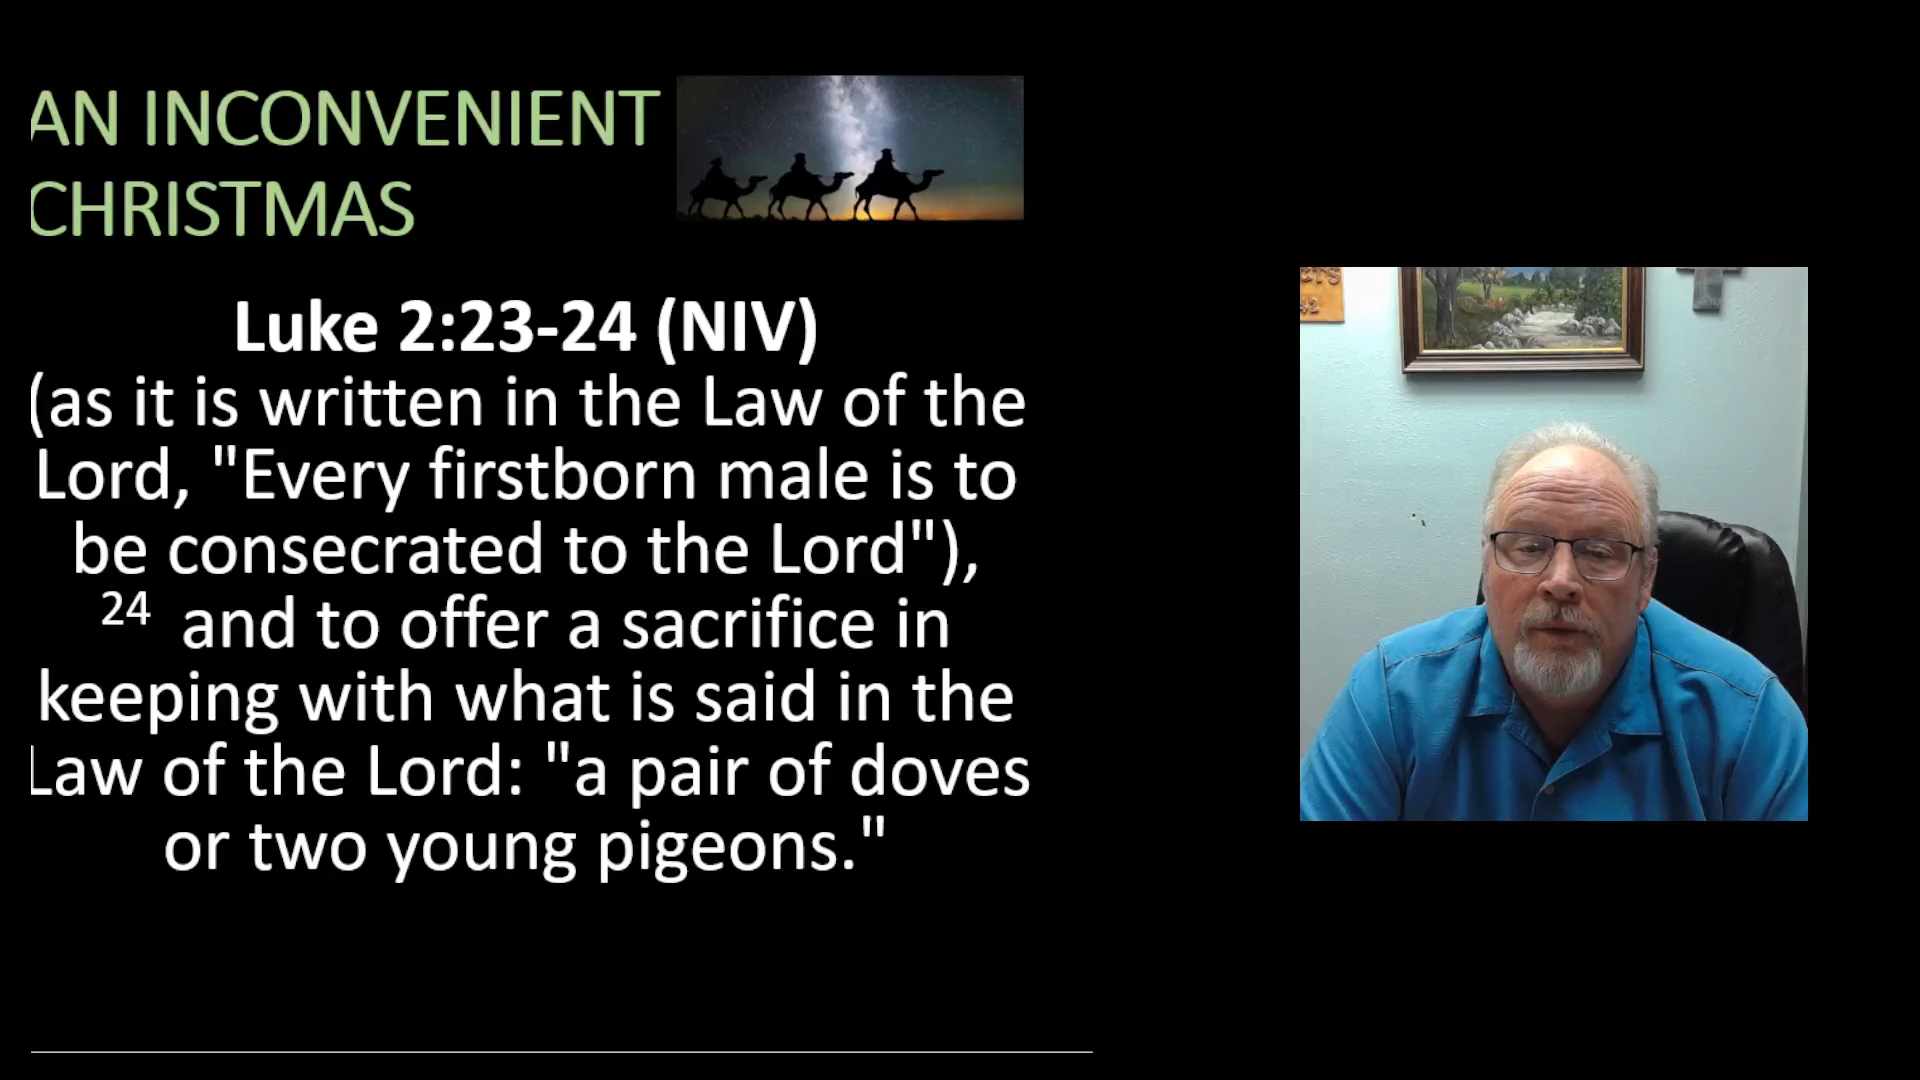 AN INCONVENIENT
CHRISTMAS
Luke 2:23-24 (NIV)
(as it is written in the Law of the
Lord, "Every firstborn male is to
be consecrated to the Lord"),
24 and to offer a sacrifice in
keeping with what is said in the
Law of the Lord: "a pair of doves
or two young pigeons."